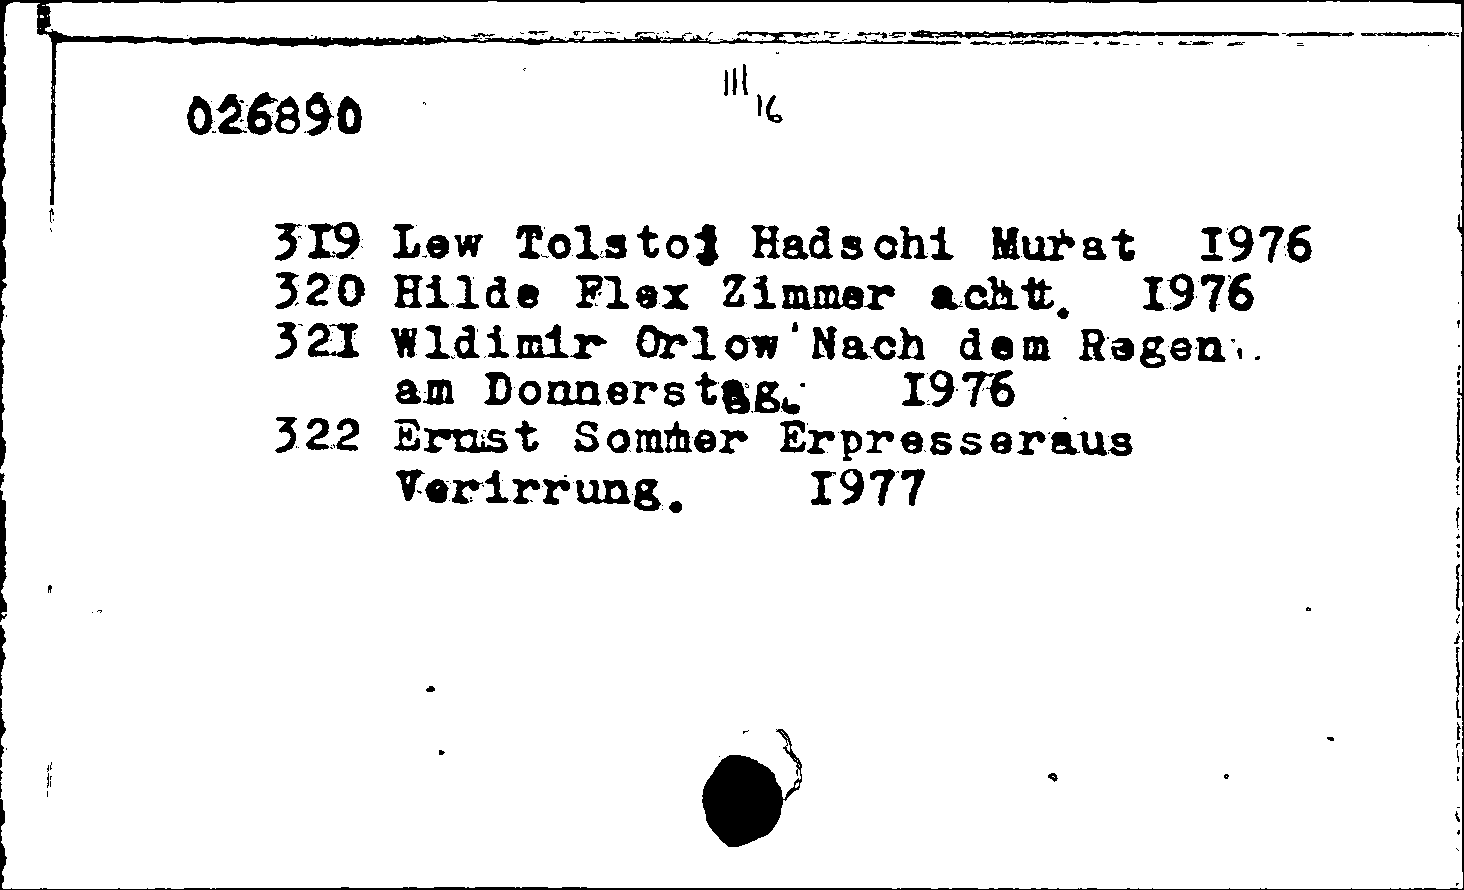 III/16
026890
319 Lew Tolstoj Hadschi Murat 1976
320 Hilde Flex Zimmer acht. 1976
321 Wldimir Orlow Nach dem Regen
am Donnerstag. 1976
322 Ernst Sommer Erpresseraus
Verirrung. 1977